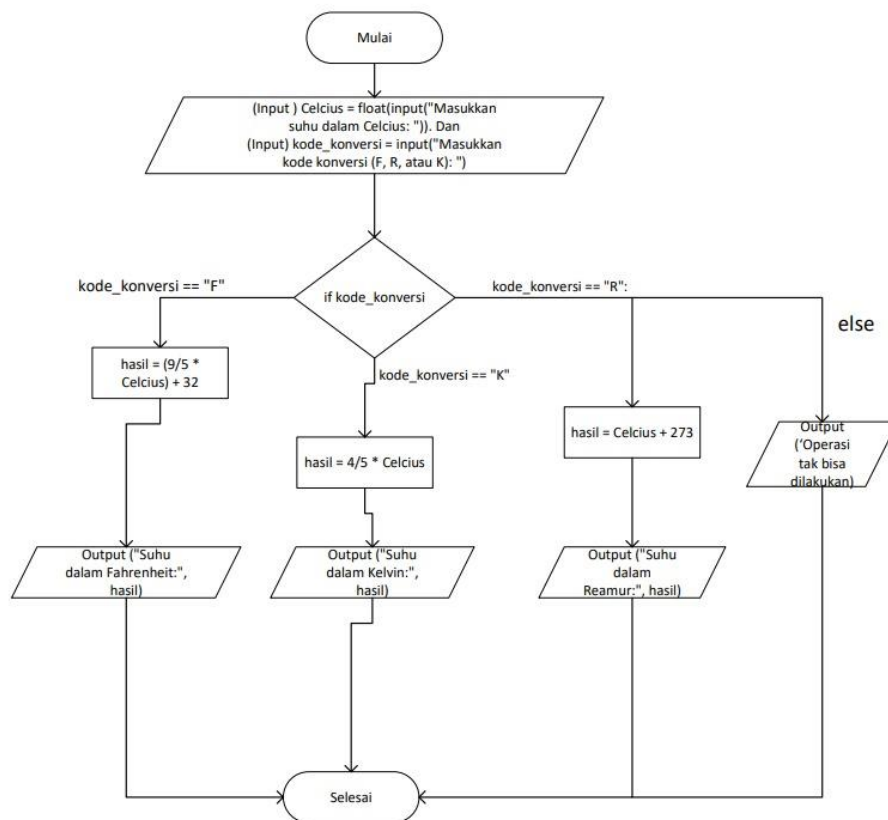 Mulai
(Input ) Celcius = float(input("Masukkan
suhu dalam Celcius: ")). Dan
(Input) kode_konversi = input("Masukkan
kode konversi (F, R, atau K): ")
kode_konversi == "F"
if kode_konversi
kode_konversi == "R":
else
hasil = (9/5 *
Celcius) + 32
kode_konversi == "K"
hasil = 4/5 * Celcius
hasil = Celcius + 273
Output
(‘Operasi
tak bisa
dilakukan)
Output ("Suhu
dalam Fahrenheit:",
hasil)
Output ("Suhu
dalam Kelvin:",
hasil)
Output ("Suhu
dalam
Reamur:", hasil)
Selesai